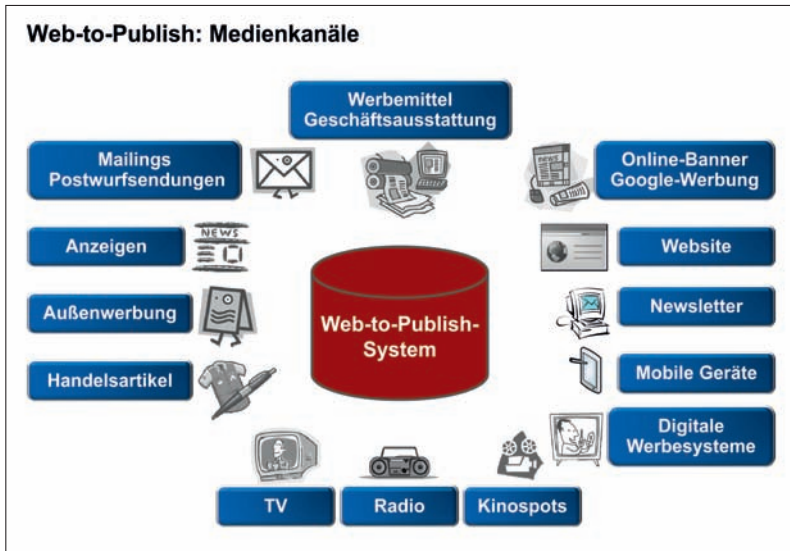 Web-to-Publish: Medienkanäle
Werbemittel
Geschäftsausstattung
Mailings
Postwurfsendungen
Online-Banner
Google-Werbung
NEWS
Anzeigen
NEWS
Website
Außenwerbung
Newsletter
Web-to-Publish-
System
Handelsartikel
Mobile Geräte
Digitale
Werbesysteme
TV
Radio
Kinospots